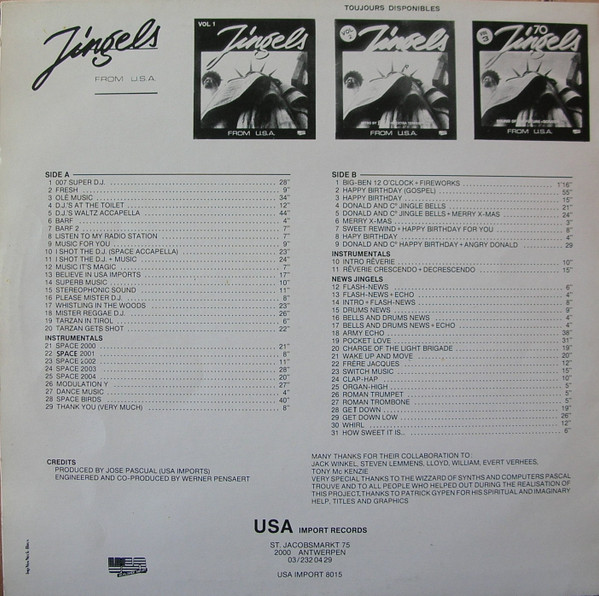 TOUJOURS DISPONIBLES
Jingels
FROM U.S.A.
VOL 1
Jingels
FROM U.S.A.
VOL 2
Jingels
FROM U.S.A.
VOL 3
'70
Jingels
FROM U.S.A.
SIDE A
1 007 SUPER D.J. 28"
2 FRESH 9"
3 OLÉ MUSIC 34"
4 D.J.'S AT THE TOILET 12"
5 D.J.'S WALTZ ACCAPELLA 44"
6 BARF 4"
7 BARF 2 7"
8 LISTEN TO MY RADIO STATION 7"
9 MUSIC FOR YOU 9"
10 I SHOT THE D.J. (SPACE ACCAPELLA) 23"
11 I SHOT THE D.J. + MUSIC 24"
12 MUSIC IT'S MAGIC 7"
13 BELIEVE IN USA IMPORTS 17"
14 SUPERB MUSIC 10"
15 STEREOPHONIC SOUND 11"
16 PLEASE MISTER D.J. 8"
17 WHISTLING IN THE WOODS 23"
18 MISTER REGGAE D.J. 26"
19 TARZAN IN TIROL 6"
20 TARZAN GETS SHOT 22"
INSTRUMENTALS
21 SPACE 2000 21"
22 SPACE 2001 8"
23 SPACE 2002 11"
24 SPACE 2003 28"
25 SPACE 2004 20"
26 MODULATION Y 27"
27 DANCE MUSIC 4"
28 SPACE BIRDS 40"
29 THANK YOU (VERY MUCH) 8"
SIDE B
1 BIG-BEN 12 O'CLOCK + FIREWORKS 1'16"
2 HAPPY BIRTHDAY (GOSPEL) 55"
3 HAPPY BIRTHDAY 15"
4 DONALD AND C° JINGLE BELLS 21"
5 DONALD AND C° JINGLE BELLS + MERRY X-MAS 24"
6 MERRY X-MAS 3"
7 SWEET REWIND + HAPPY BIRTHDAY FOR YOU 8"
8 HAPY BIRTHDAY 4"
9 DONALD AND C° HAPPY BIRTHDAY + ANGRY DONALD 29
INSTRUMENTALS
10 INTRO RÊVERIE 10"
11 RÊVERIE CRESCENDO + DECRESCENDO 15"
NEWS JINGELS
12 FLASH-NEWS 6"
13 FLASH-NEWS + ECHO 4"
14 INTRO + FLASH-NEWS 8"
15 DRUMS NEWS 9"
16 BELLS AND DRUMS NEWS 4"
17 BELLS AND DRUMS NEWS + ECHO 4"
18 ARMY ECHO 38"
19 POCKET LOVE 31"
20 CHARGE OF THE LIGHT BRIGADE 19"
21 WAKE UP AND MOVE 20"
22 FRÈRE JACQUES 12"
23 SWITCH MUSIC 15"
24 CLAP-HAP 10"
25 ORGAN-HIGH 5"
26 ROMAN TRUMPET 5"
27 ROMAN TROMBONE 5"
28 GET DOWN 19"
29 GET DOWN LOW 26"
30 WHIRL 12"
31 HOW SWEET IT IS... 6"
CREDITS
PRODUCED BY JOSE PASCUAL (USA IMPORTS)
ENGINEERED AND CO-PRODUCED BY WERNER PENSAERT
MANY THANKS FOR THEIR COLLABORATION TO:
JACK WINKEL, STEVEN LEMMENS, LLOYD, WILLIAM, EVERT VERHEES,
TONY Mc KENZIE
VERY SPECIAL THANKS TO THE WIZZARD OF SYNTHS AND COMPUTERS PASCAL
TROUVE AND TO ALL PEOPLE WHO HELPED OUT DURING THE REALISATION OF
THIS PROJECT, THANKS TO PATRICK GYPEN FOR HIS SPIRITUAL AND IMAGINARY
HELP, TITLES AND GRAPHICS
USA IMPORT RECORDS
ST. JACOBSMARKT 75
2000 ANTWERPEN
03/232 04 29
USA IMPORT 8015